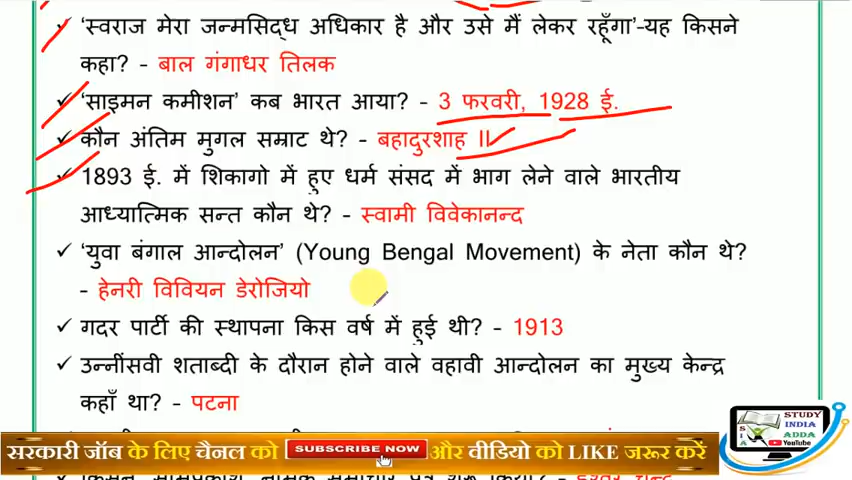 ✓ 'स्वराज मेरा जन्मसिद्ध अधिकार है और उसे मैं लेकर रहूँगा'-यह किसने
कहा? – बाल गंगाधर तिलक
✓ 'साइमन कमीशन' कब भारत आया? – 3 फरवरी, 1928 ई.
✓ कौन अंतिम मुगल सम्राट थे? – बहादुरशाह II
✓ 1893 ई. में शिकागो में हुए धर्म संसद में भाग लेने वाले भारतीय
आध्यात्मिक सन्त कौन थे? – स्वामी विवेकानन्द
✓ 'युवा बंगाल आन्दोलन' (Young Bengal Movement) के नेता कौन थे?
– हेनरी विवियन डेरोजियो
✓ गदर पार्टी की स्थापना किस वर्ष में हुई थी? – 1913
✓ उन्नींसवी शताब्दी के दौरान होने वाले वहावी आन्दोलन का मुख्य केन्द्र
कहाँ था? – पटना
सरकारी जॉब के लिए चैनल को SUBSCRIBE NOW और वीडियो को LIKE जरूर करें
SIA
STUDY
INDIA
ADDA
YouTube